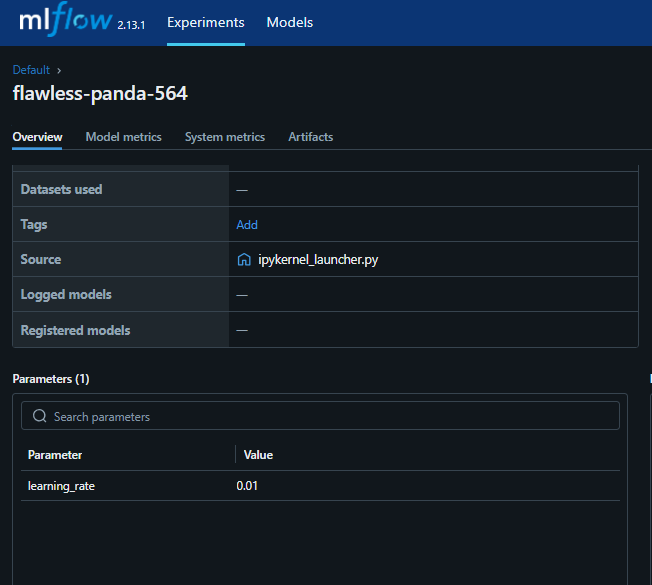 mlflow 2.13.1 Experiments Models
Default ›
flawless-panda-564
Overview Model metrics System metrics Artifacts
Datasets used —
Tags Add
Source ipykernel_launcher.py
Logged models —
Registered models —
Parameters (1)
Search parameters
Parameter Value
learning_rate 0.01